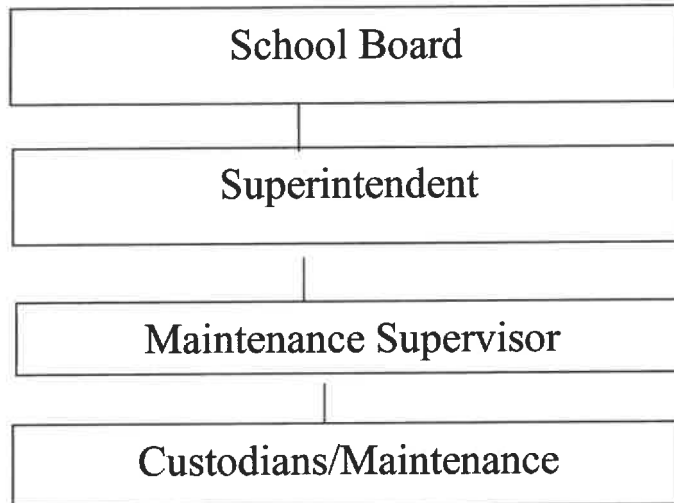 School Board
Superintendent
Maintenance Supervisor
Custodians/Maintenance